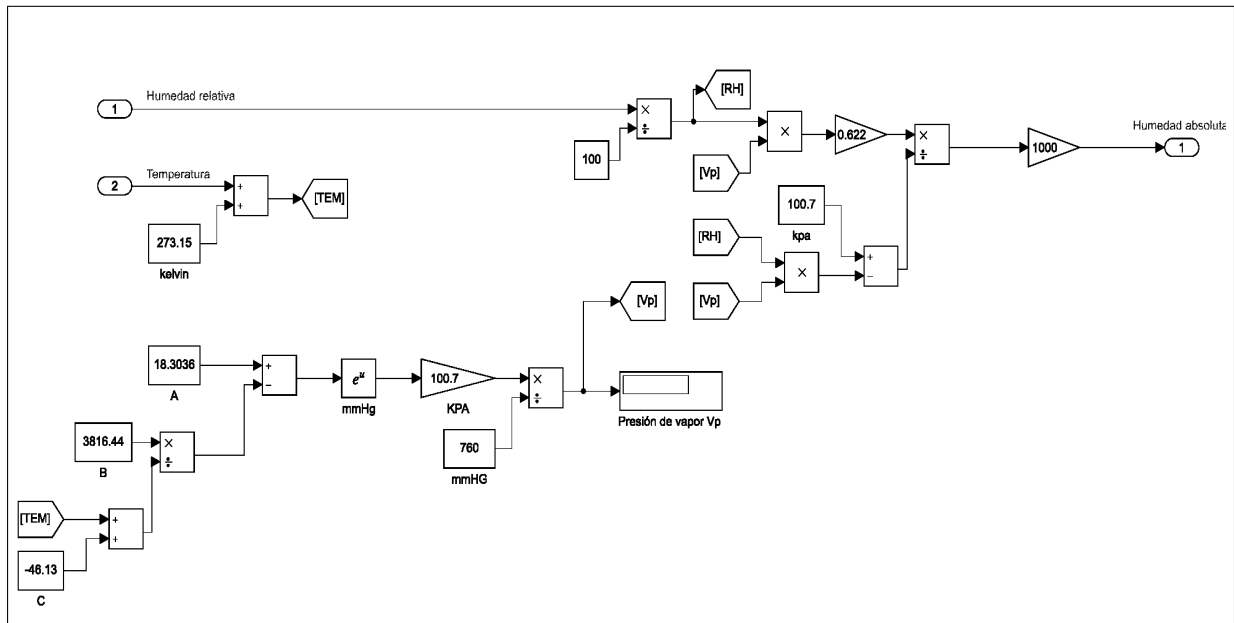 Humedad relativa
1
×
÷
100
[RH]
[Vp]
×
0.622
×
÷
1000
Humedad absoluta
1
2
Temperatura
+
+
[TEM]
273.15
kelvin
[RH]
[Vp]
×
100.7
kpa
+
−
[Vp]
18.3036
A
+
−
e^u
mmHg
100.7
KPA
×
÷
760
mmHG
Presión de vapor Vp
3816.44
B
×
÷
[TEM]
+
+
-46.13
C